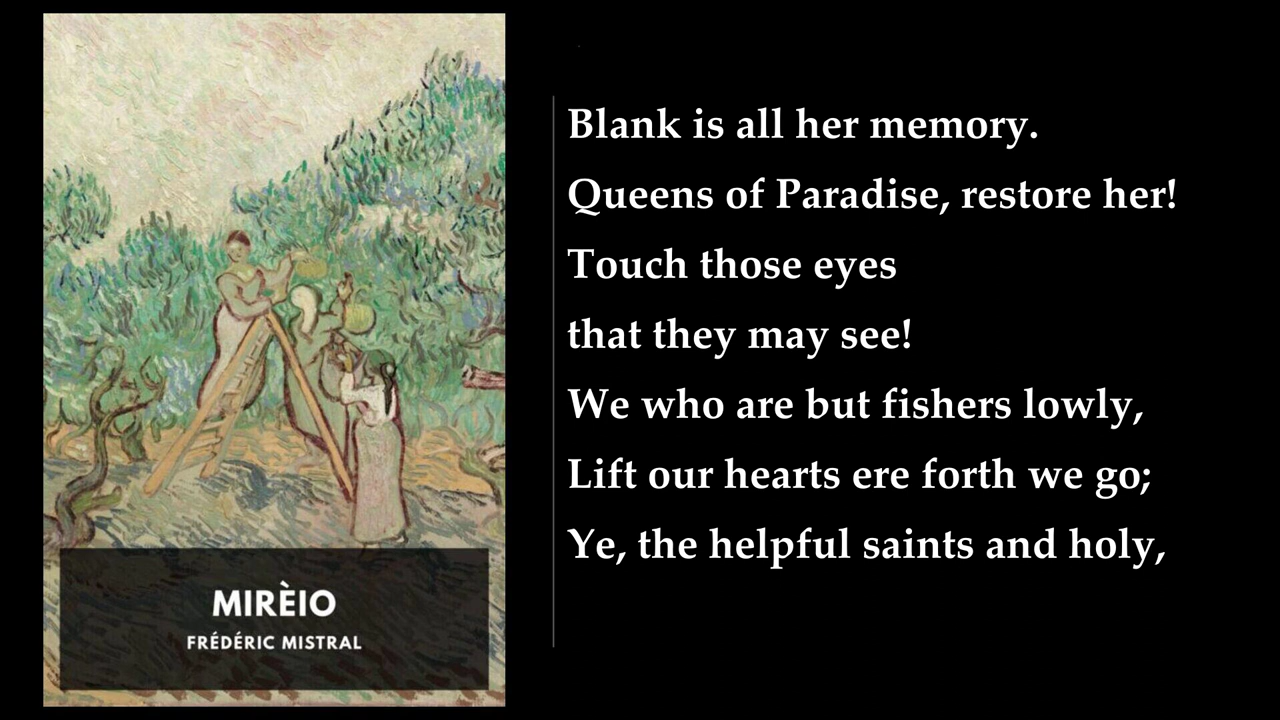 Blank is all her memory.
Queens of Paradise, restore her!
Touch those eyes
that they may see!
We who are but fishers lowly,
Lift our hearts ere forth we go;
Ye, the helpful saints and holy,
MIRÈIO
FRÉDÉRIC MISTRAL